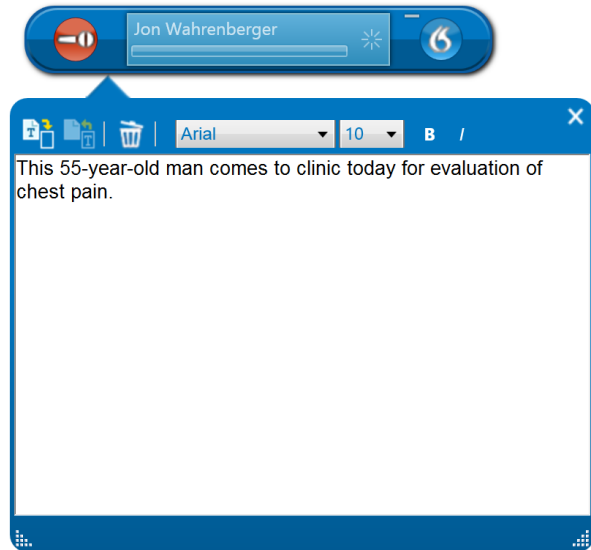 Jon Wahrenberger
Arial 10 B I
This 55-year-old man comes to clinic today for evaluation of
chest pain.